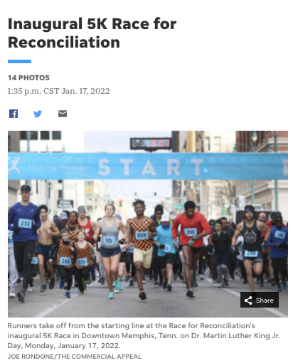 Inaugural 5K Race for
Reconciliation
14 PHOTOS
1:35 p.m. CST Jan. 17, 2022
START
Share
Runners take off from the starting line at the Race for Reconciliation's
inaugural 5K Race in Downtown Memphis, Tenn. on Dr. Martin Luther King Jr.
Day, Monday, January 17, 2022.
JOE RONDONE/THE COMMERCIAL APPEAL